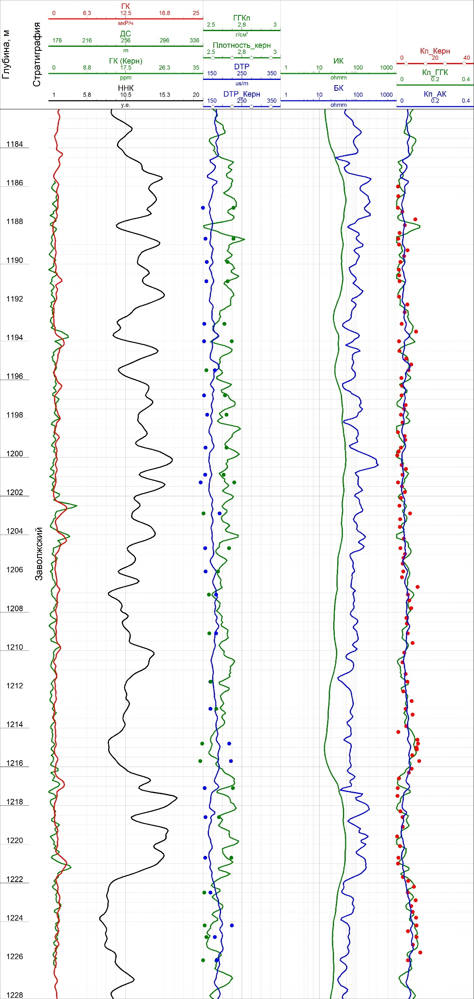 Глубина, м
Стратиграфия
ГК
0 6.3 12.5 18.8 25
мкР/ч
ДС
176 216 256 296 336
m
ГК (Керн)
0 8.8 17.5 26.3 35
ppm
ННК
1 5.8 10.5 15.3 20
у.е.
ГГКп
2.5 2.8 3
г/см³
Плотность_керн
2.5 2.8 3
DTP
150 250 350
us/m
DTP_Керн
150 250 350
ИК
1 10 100 1000
ohmm
БК
1 10 100 1000
ohmm
Кп_Керн
0 20 40
Кп_ГГК
0 0.2 0.4
Кп_АК
0 0.2 0.4
1184
1186
1188
1190
1192
1194
1196
1198
1200
1202
1204
Заволжский
1206
1208
1210
1212
1214
1216
1218
1220
1222
1224
1226
1228